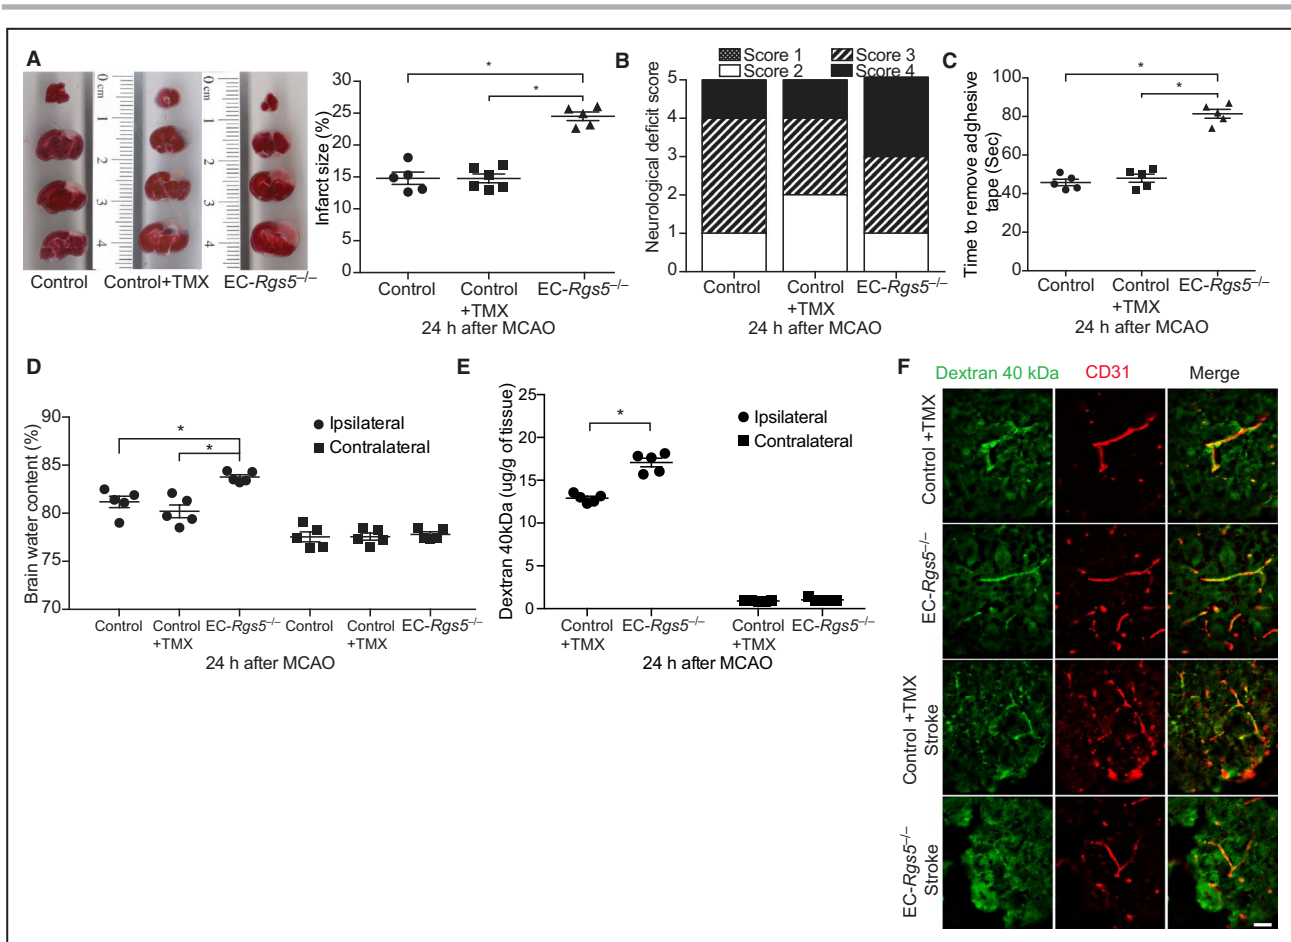 A
0 cm
1
2
3
4
0 cm
1
2
3
4
Control
Control+TMX
EC-Rgs5–/–
Infarct size (%)
30
25
20
15
10
5
0
*
*
Control
Control
+TMX
EC-Rgs5–/–
24 h after MCAO
B
Score 1
Score 3
Score 2
Score 4
Neurological deficit score
5
4
3
2
1
0
Control
Control
+TMX
EC-Rgs5–/–
24 h after MCAO
C
Time to remove adghesive
tape (Sec)
100
80
60
40
20
0
*
*
Control
Control
+TMX
EC-Rgs5–/–
24 h after MCAO
D
Brain water content (%)
90
85
80
75
70
*
*
Ipsilateral
Contralateral
Control
Control
+TMX
EC-Rgs5–/–
Control
Control
+TMX
EC-Rgs5–/–
24 h after MCAO
E
Dextran 40kDa (ug/g of tissue)
25
20
15
10
5
0
*
Ipsilateral
Contralateral
Control
+TMX
EC-Rgs5–/–
Control
+TMX
EC-Rgs5–/–
24 h after MCAO
F
Dextran 40 kDa
CD31
Merge
Control +TMX
EC-Rgs5–/–
Control +TMX
Stroke
EC-Rgs5–/–
Stroke